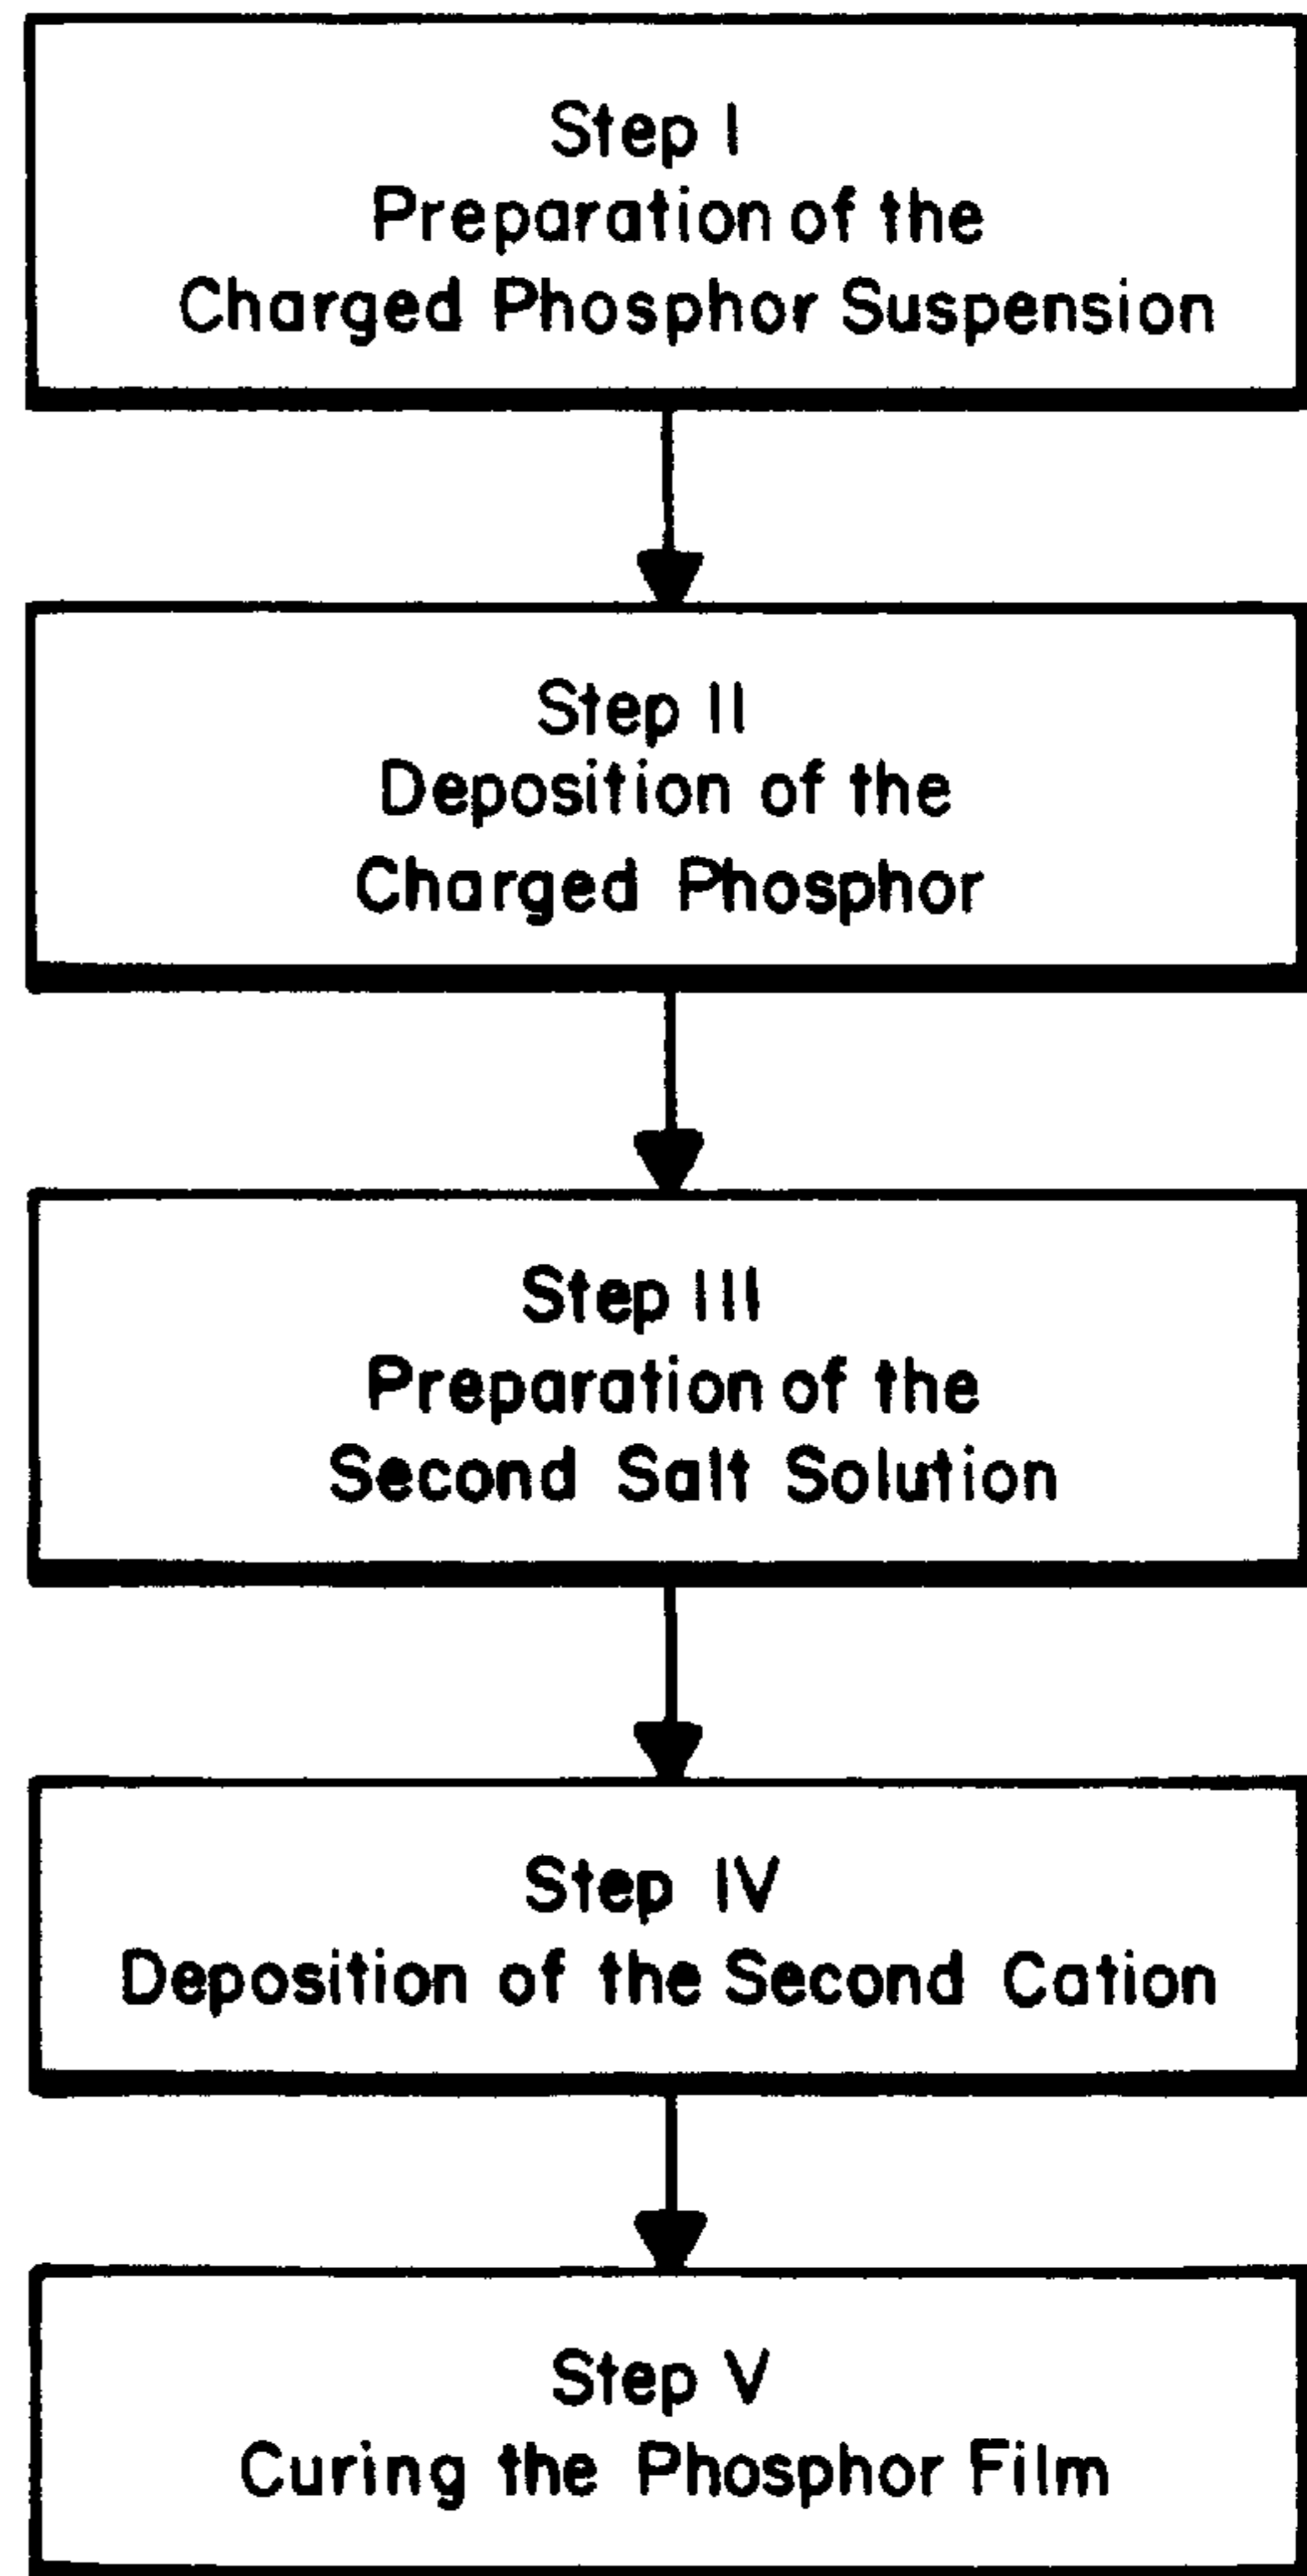 Step I
Preparation of the
Charged Phosphor Suspension
Step II
Deposition of the
Charged Phosphor
Step III
Preparation of the
Second Salt Solution
Step IV
Deposition of the Second Cation
Step V
Curing the Phosphor Film